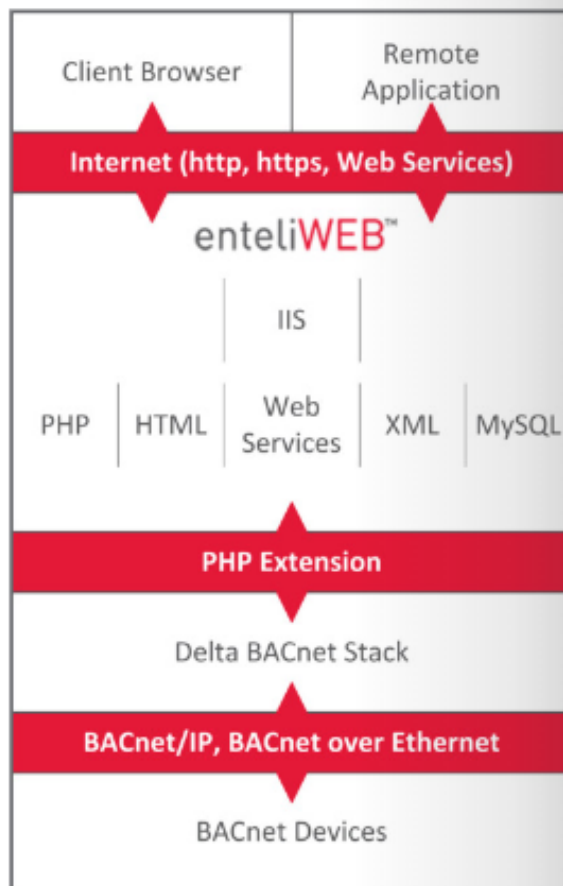 Client Browser
Remote
Application
Internet (http, https, Web Services)
enteliWEB™
IIS
PHP
HTML
Web
Services
XML
MySQL
PHP Extension
Delta BACnet Stack
BACnet/IP, BACnet over Ethernet
BACnet Devices